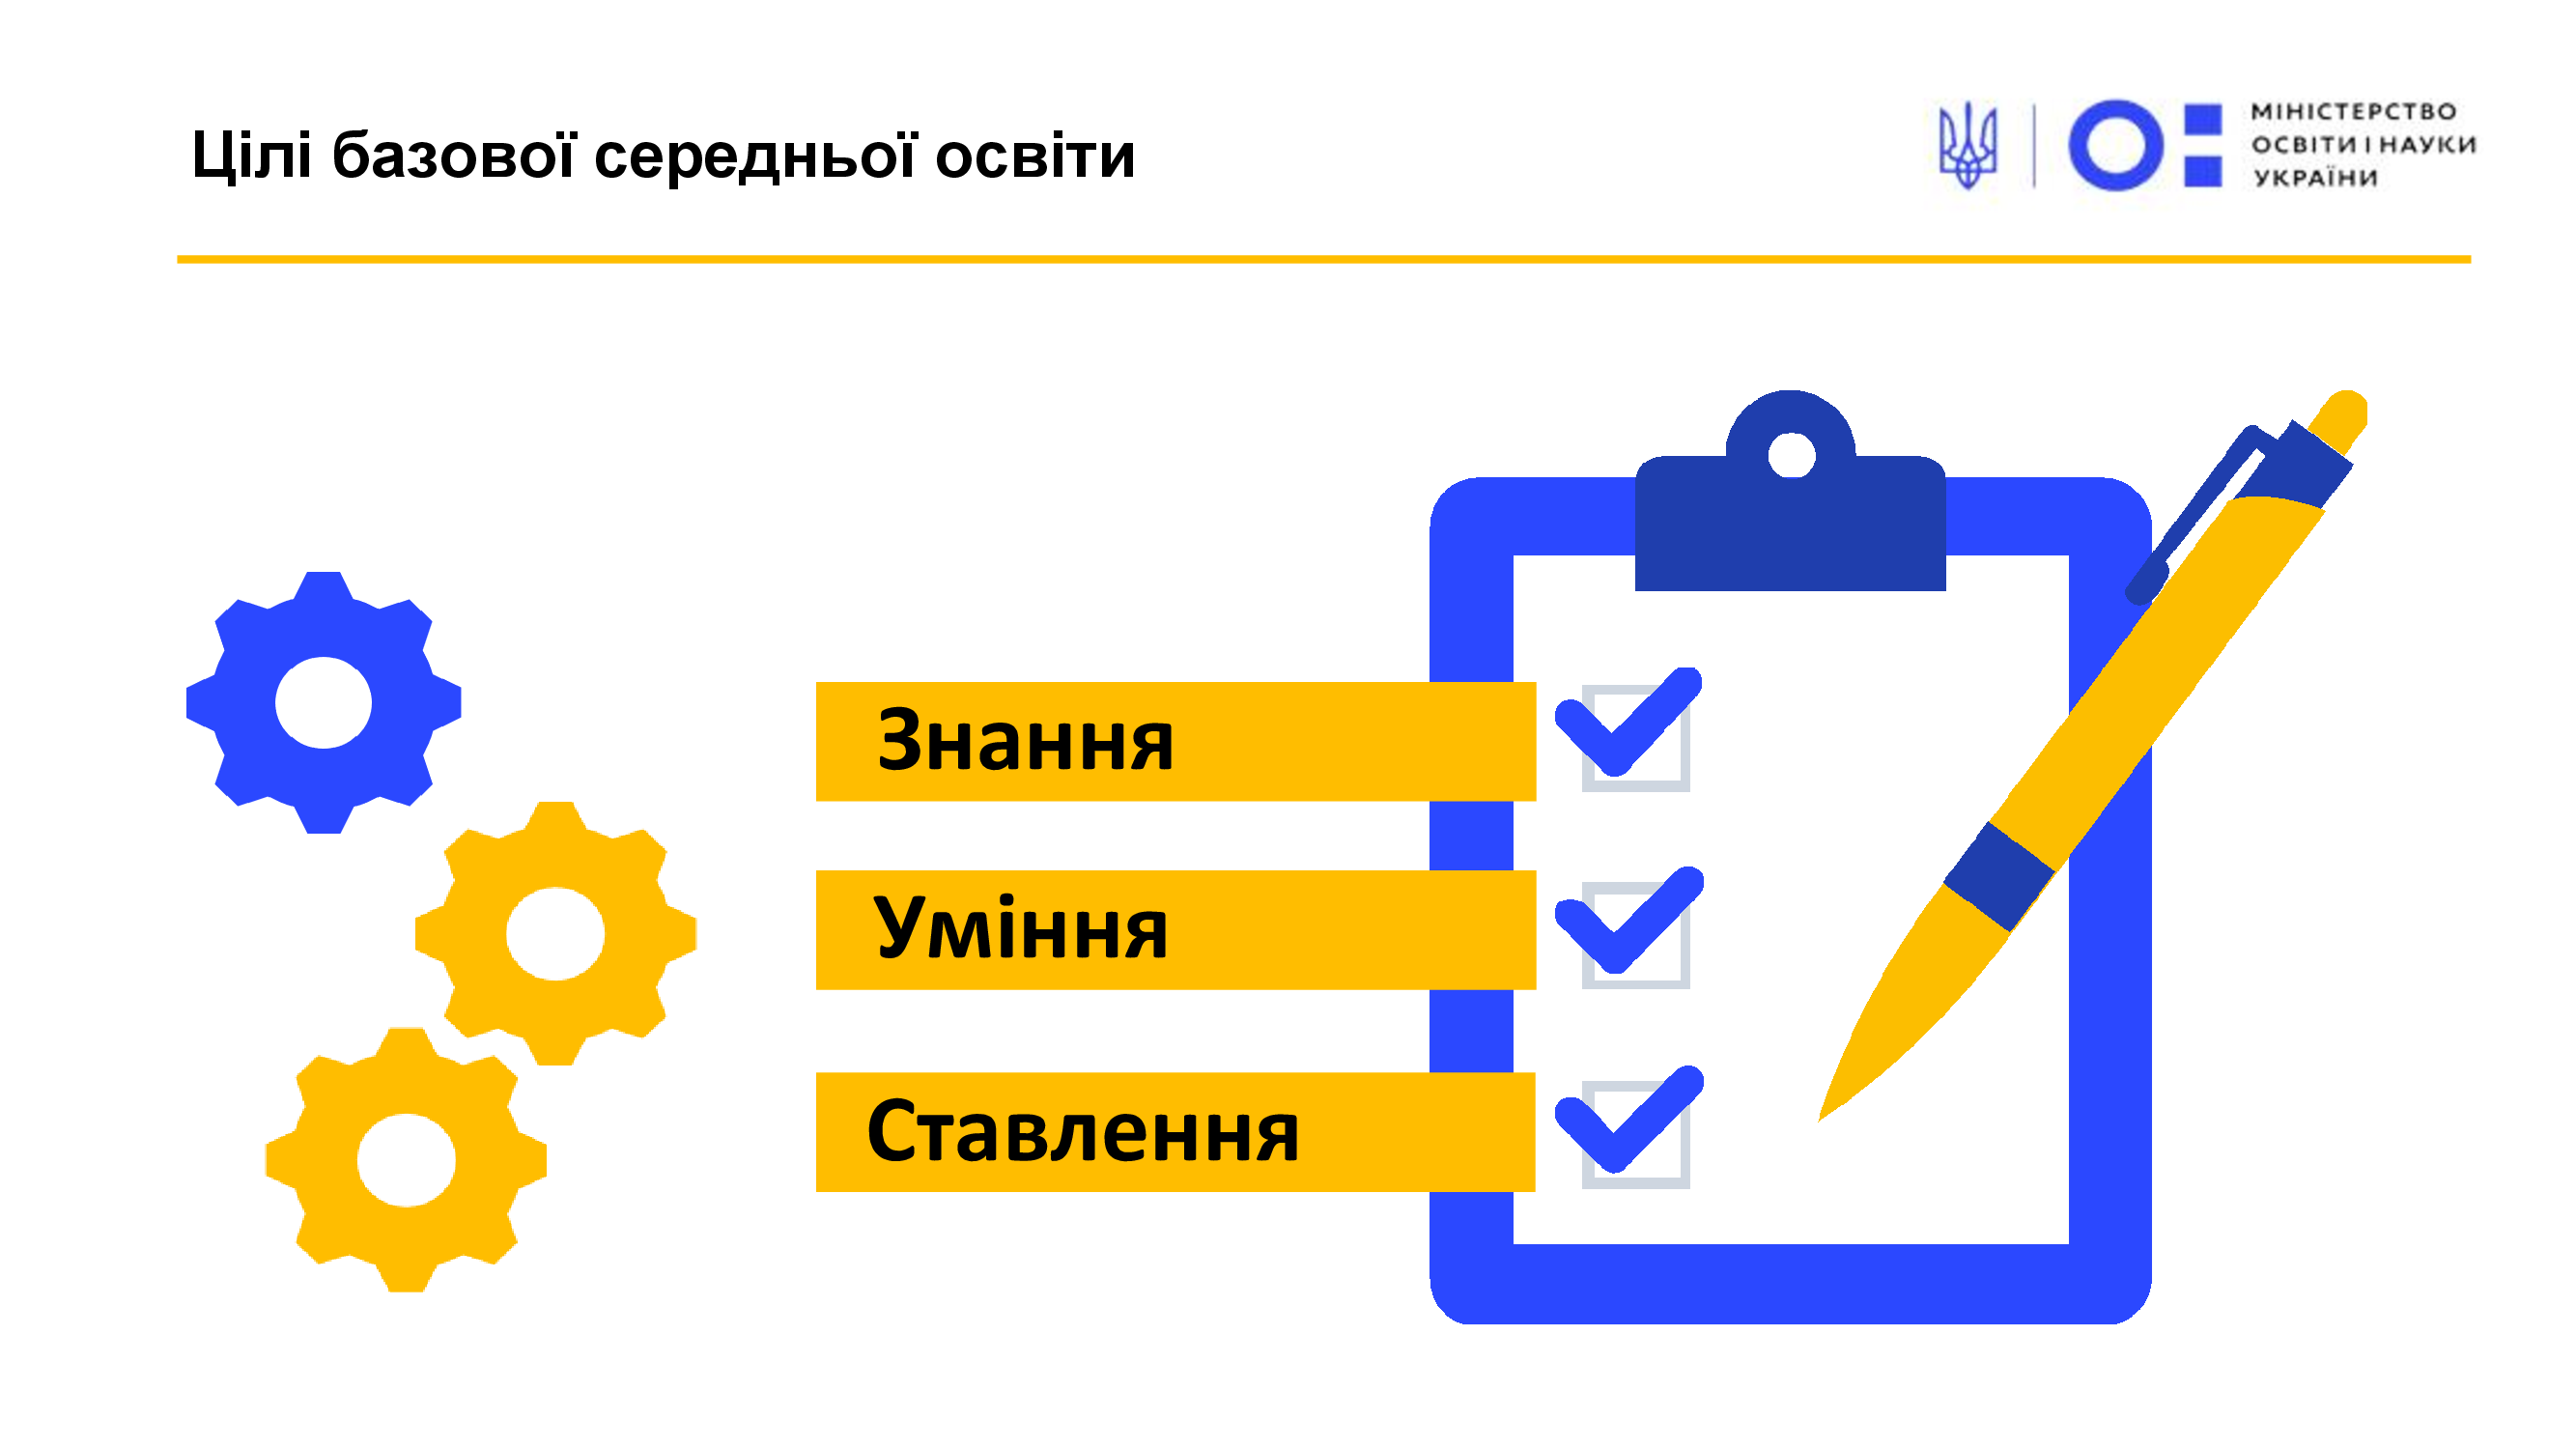 Цілі базової середньої освіти
МІНІСТЕРСТВО
ОСВІТИ І НАУКИ
УКРАЇНИ
Знання
Уміння
Ставлення